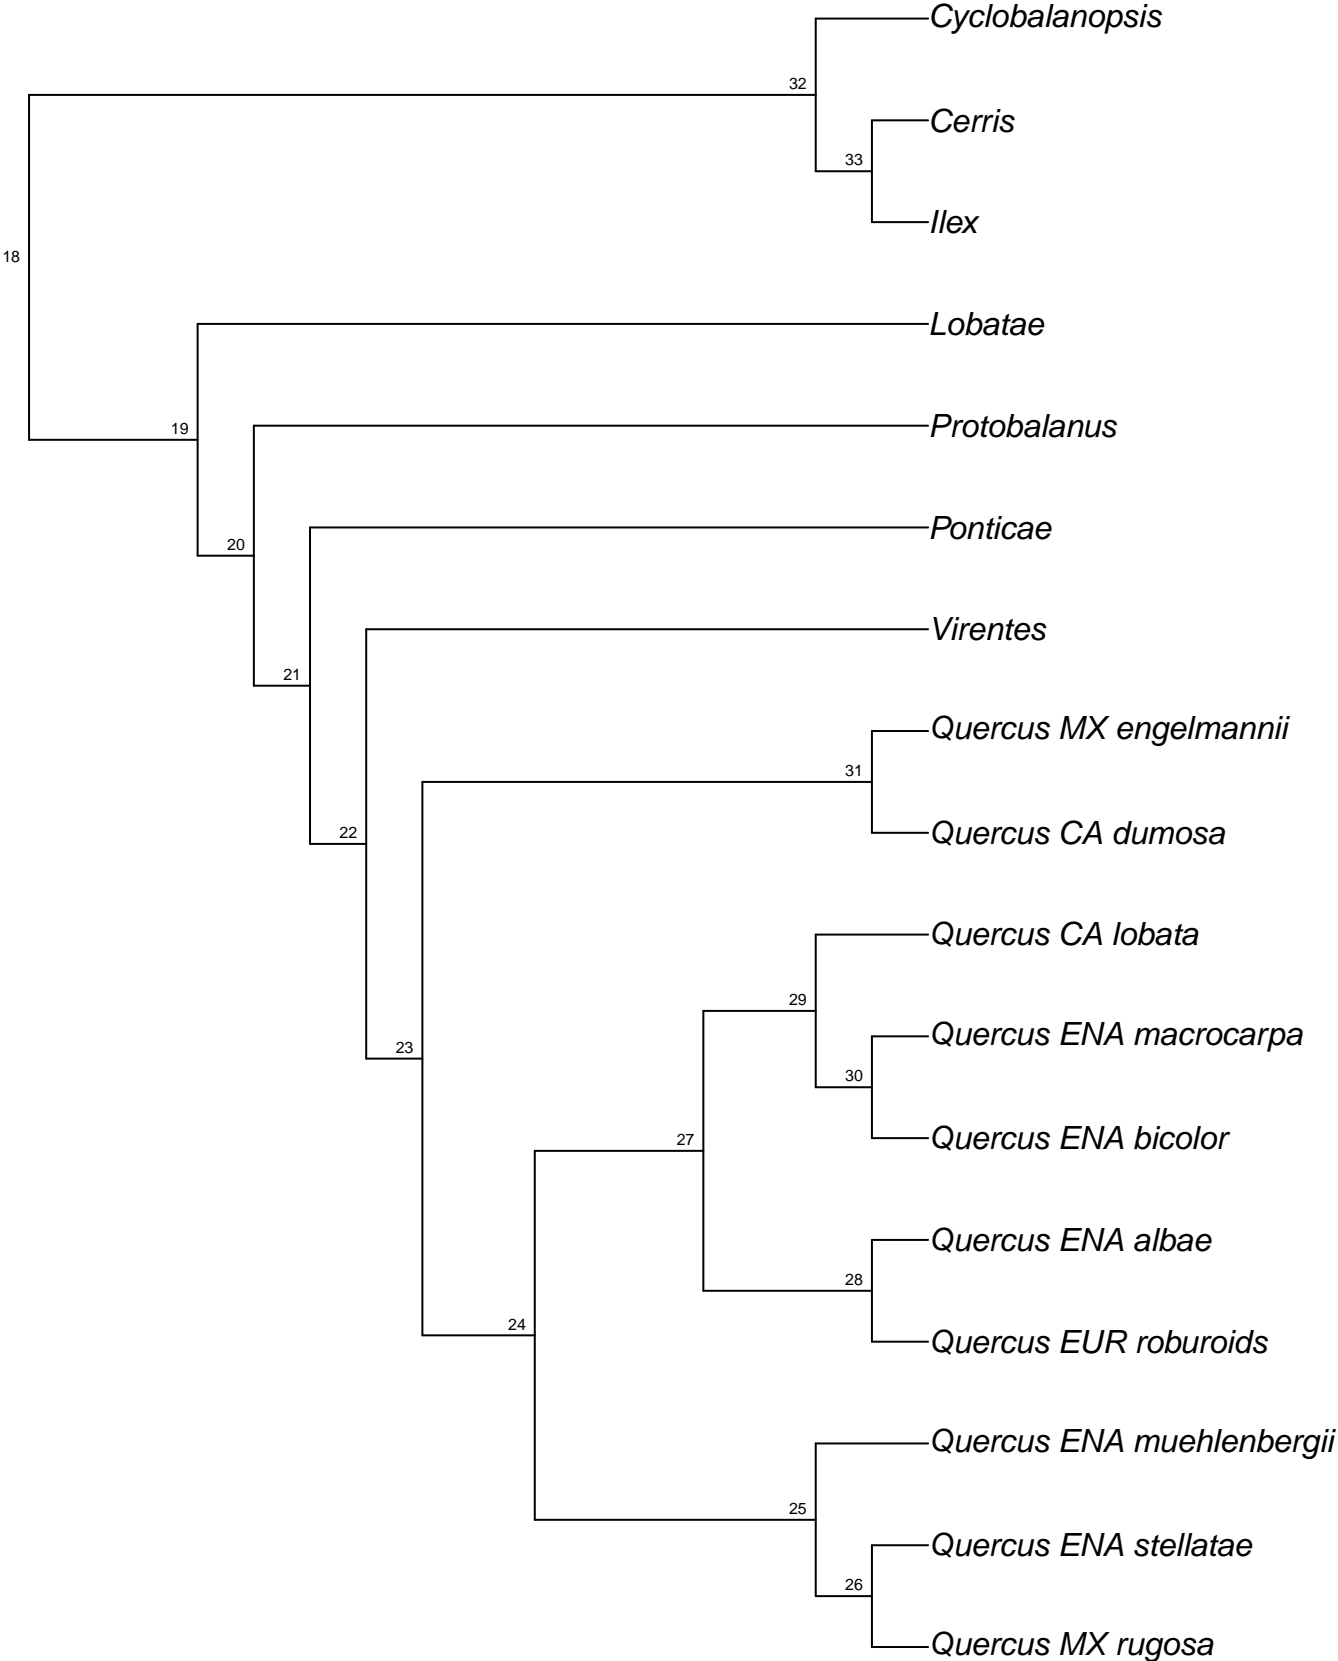 Cyclobalanopsis
32
Cerris
33
Ilex
18
Lobatae
19
Protobalanus
Ponticae
20
Virentes
21
Quercus MX engelmannii
31
22
Quercus CA dumosa
Quercus CA lobata
29
Quercus ENA macrocarpa
23
30
Quercus ENA bicolor
27
Quercus ENA albae
28
24
Quercus EUR roburoids
Quercus ENA muehlenbergii
25
Quercus ENA stellatae
26
Quercus MX rugosa